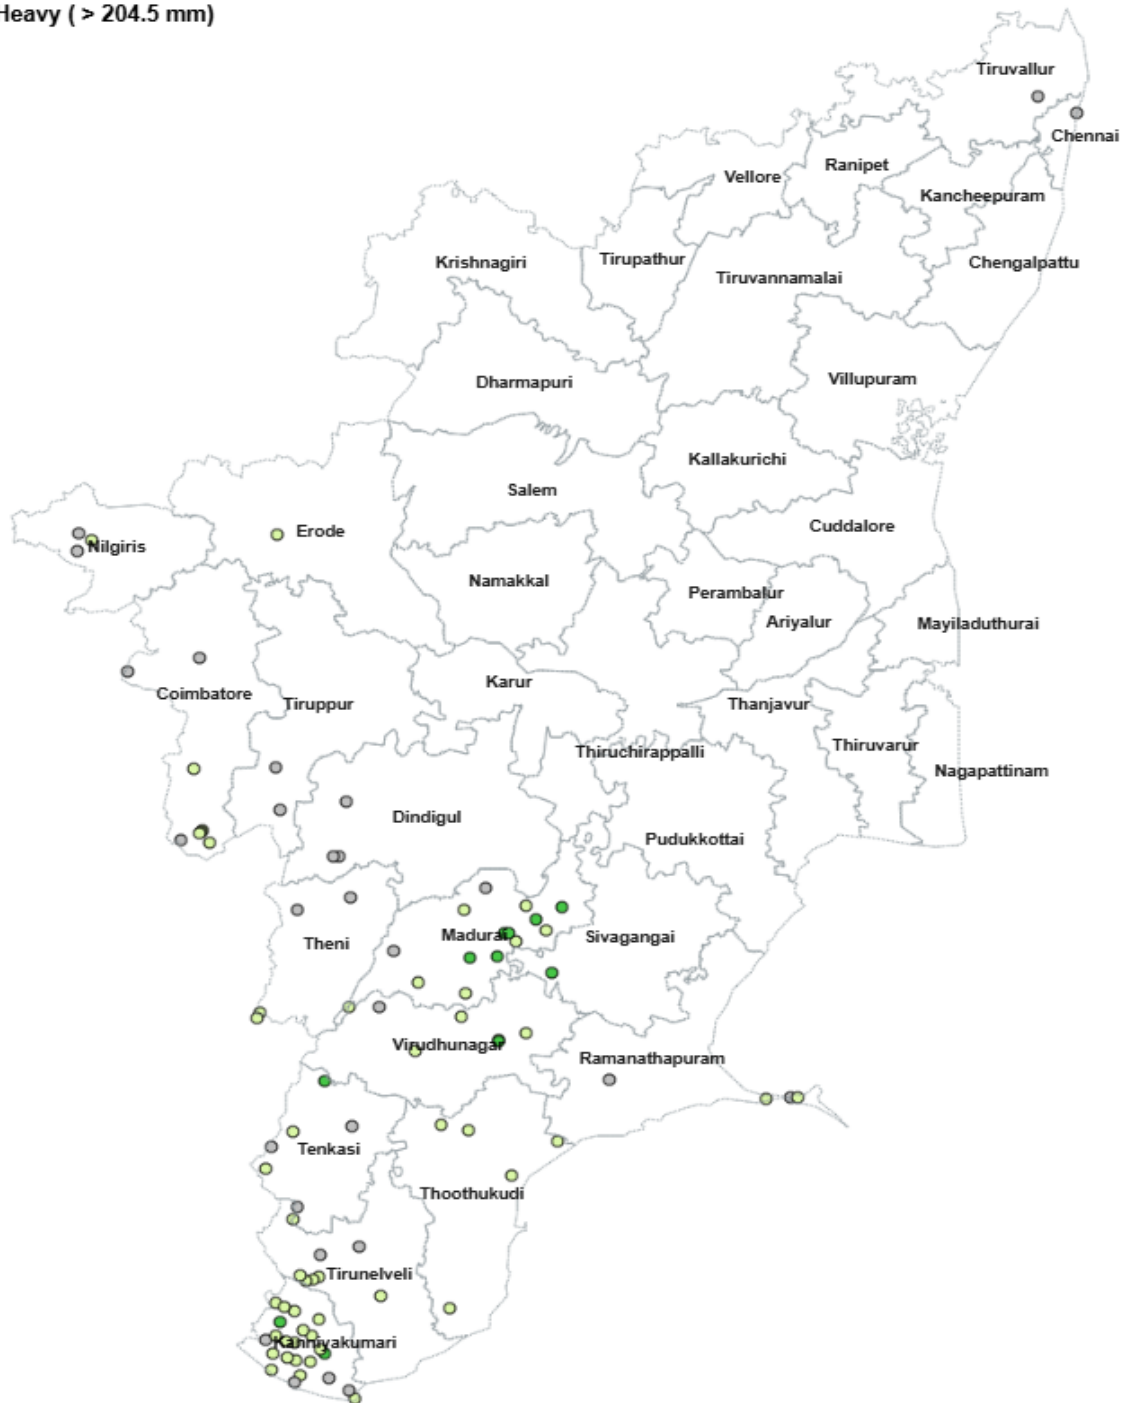 Heavy ( > 204.5 mm)
Tiruvallur
Chennai
Ranipet
Vellore
Kancheepuram
Tirupathur
Krishnagiri
Chengalpattu
Tiruvannamalai
Villupuram
Dharmapuri
Kallakurichi
Salem
Cuddalore
Erode
Nilgiris
Namakkal
Perambalur
Ariyalur
Mayiladuthurai
Karur
Coimbatore
Tiruppur
Thanjavur
Thiruvarur
Thiruchirappalli
Nagapattinam
Dindigul
Pudukkottai
Madurai
Sivagangai
Theni
Virudhunagar
Ramanathapuram
Tenkasi
Thoothukudi
Tirunelveli
Kanniyakumari